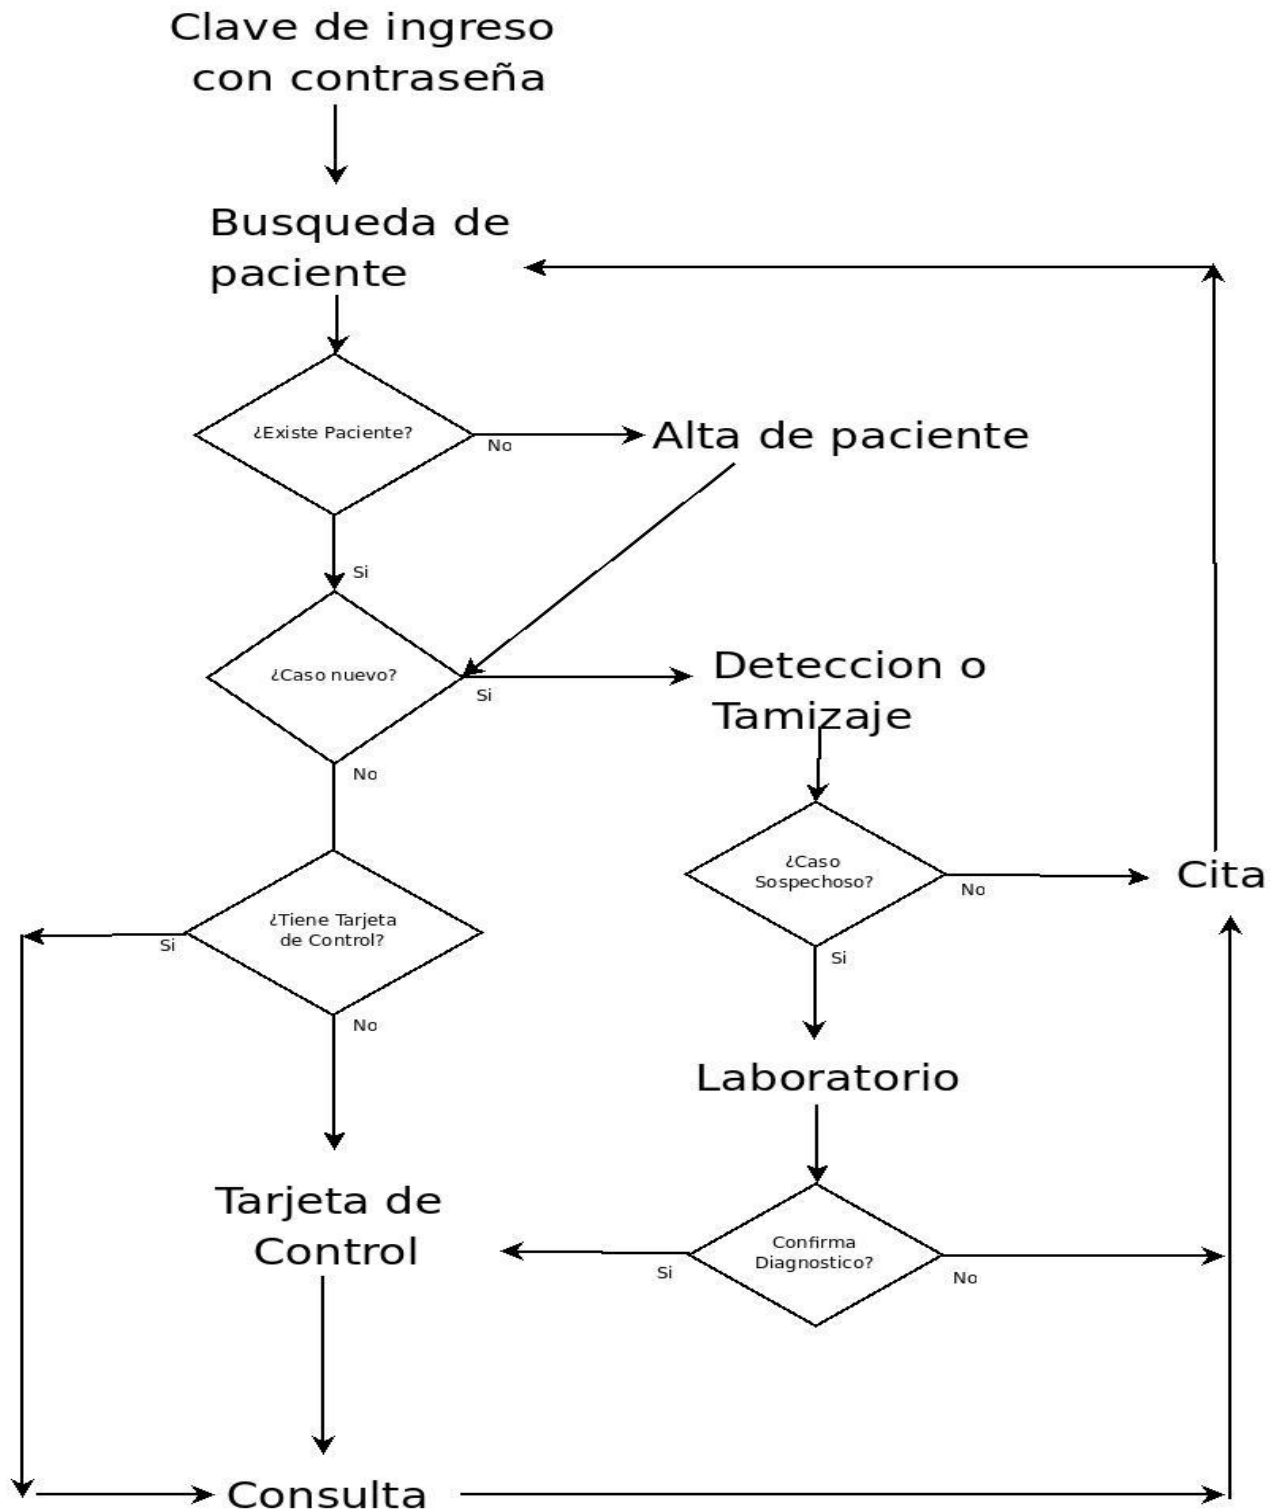 Clave de ingreso
con contraseña
Busqueda de
paciente
¿Existe Paciente?
No
Alta de paciente
Si
¿Caso nuevo?
Si
Deteccion o
Tamizaje
No
¿Caso
Sospechoso?
No
Cita
¿Tiene Tarjeta
de Control?
Si
Si
No
Laboratorio
Tarjeta de
Control
Confirma
Diagnostico?
Si
No
Consulta